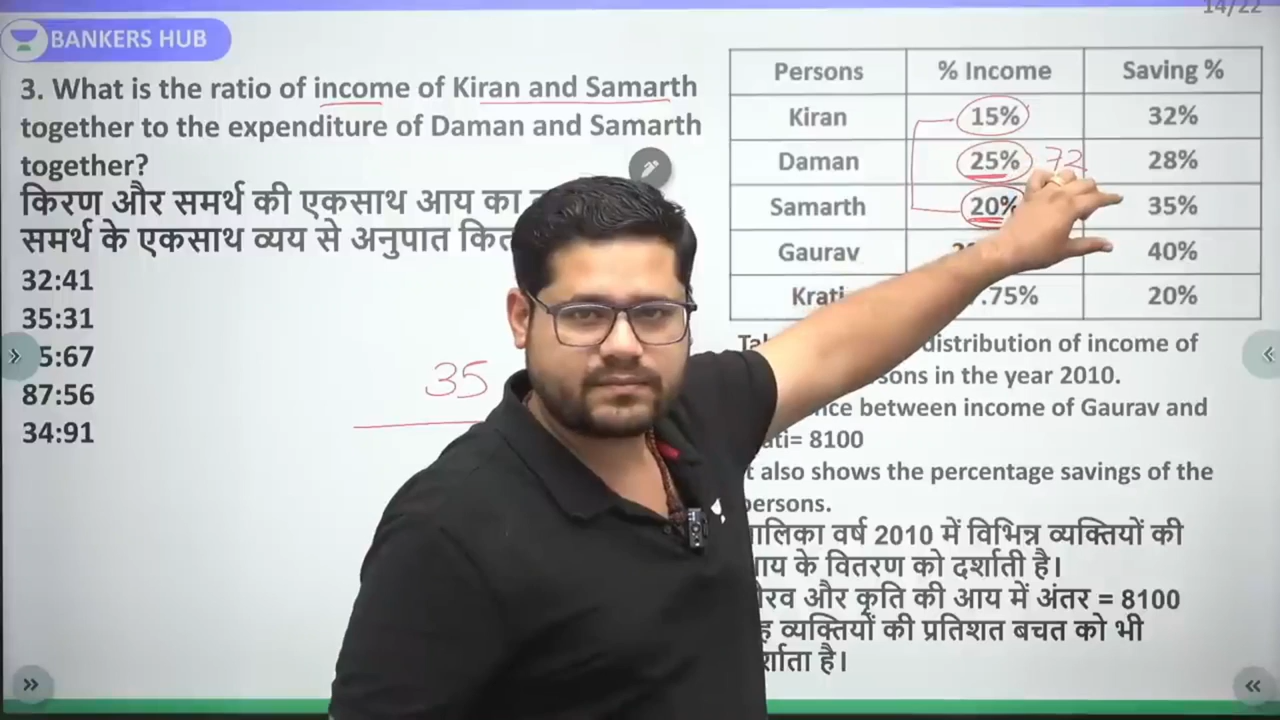 14/22
BANKERS HUB
3. What is the ratio of income of Kiran and Samarth
together to the expenditure of Daman and Samarth
together?
किरण और समर्थ की एकसाथ आय का
समर्थ के एकसाथ व्यय से अनुपात
32:41
35:31
5:67
87:56
34:91
35
Persons % Income Saving %
Kiran 15% 32%
Daman 25% 72 28%
Samarth 20% 35%
Gaurav 40%
Krati .75% 20%
distribution of income of
sons in the year 2010.
nce between income of Gaurav and
ati= 8100
t also shows the percentage savings of the
persons.
वर्ष 2010 में विभिन्न व्यक्तियों की
के वितरण को दर्शाती है।
और कृति की आय में अंतर = 8100
व्यक्तियों की प्रतिशत बचत को भी
है।